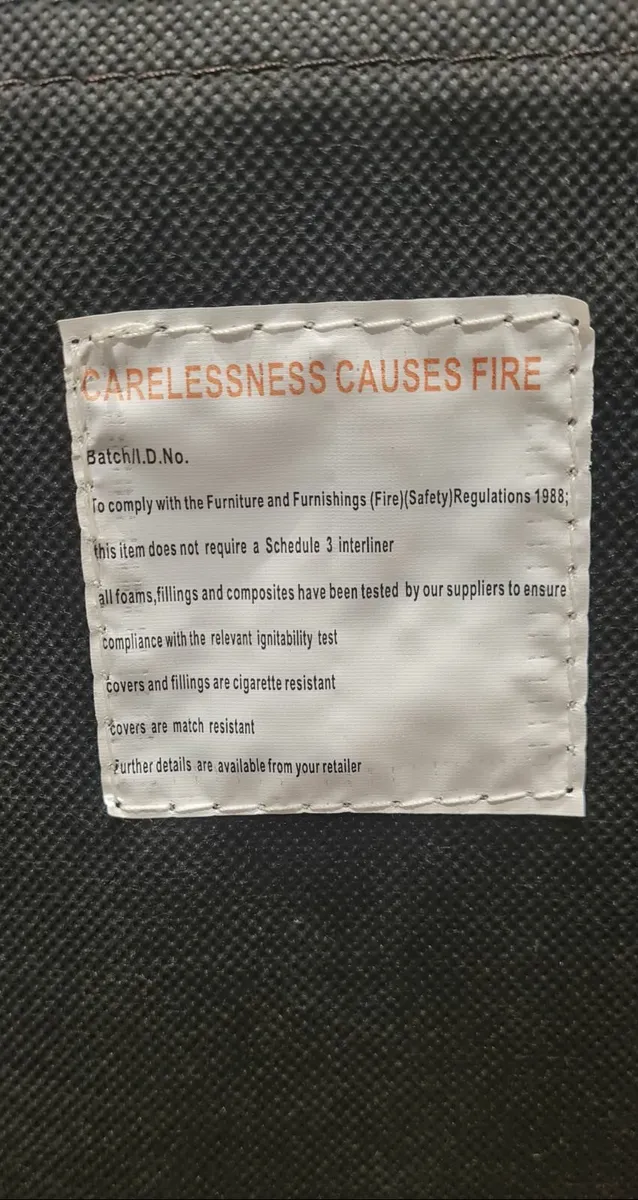 CARELESSNESS CAUSES FIRE
Batch/I.D.No.
To comply with the Furniture and Furnishings (Fire)(Safety)Regulations 1988;
this item does not require a Schedule 3 interliner
all foams,fillings and composites have been tested by our suppliers to ensure
compliance with the relevant ignitability test
covers and fillings are cigarette resistant
covers are match resistant
Further details are available from your retailer